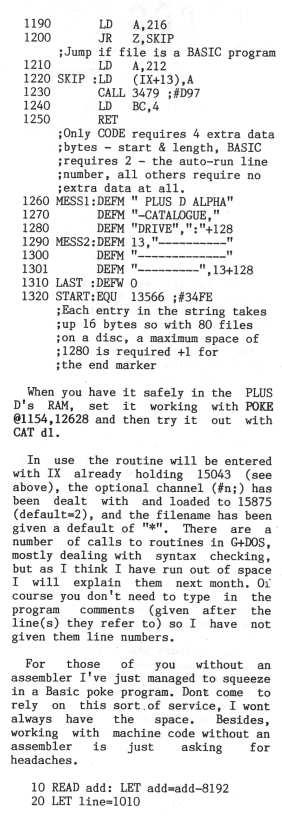 1190 LD A,216
1200 JR Z,SKIP
;Jump if file is a BASIC program
1210 LD A,212
1220 SKIP :LD (IX+13),A
1230 CALL 3479 ;#D97
1240 LD BC,4
1250 RET
;Only CODE requires 4 extra data
;bytes - start & length, BASIC
;requires 2 - the auto-run line
;number, all others require no
;extra data at all.
1260 MESS1:DEFM " PLUS D ALPHA"
1270 DEFM "-CATALOGUE,"
1280 DEFM "DRIVE",":"+128
1290 MESS2:DEFM 13,"----------"
1300 DEFM "--------------"
1301 DEFM "---------",13+128
1310 LAST :DEFW 0
1320 START:EQU 13566 ;#34FE
;Each entry in the string takes
;up 16 bytes so with 80 files
;on a disc, a maximum space of
;1280 is required +1 for
;the end marker
When you have it safely in the PLUS
D's RAM, set it working with POKE
@1154,12628 and then try it out with
CAT d1.
In use the routine will be entered
with IX already holding 15043 (see
above), the optional channel (#n;) has
been dealt with and loaded to 15875
(default=2), and the filename has been
given a default of "*". There are a
number of calls to routines in G+DOS,
mostly dealing with syntax checking,
but as I think I have run out of space
I will explain them next month. Of
course you don't need to type in the
program comments (given after the
line(s) they refer to) so I have not
given them line numbers.
For those of you without an
assembler I've just managed to squeeze
in a Basic poke program. Dont come to
rely on this sort of service, I wont
always have the space. Besides,
working with machine code without an
assembler is just asking for
headaches.
10 READ add: LET add=add-8192
20 LET line=1010